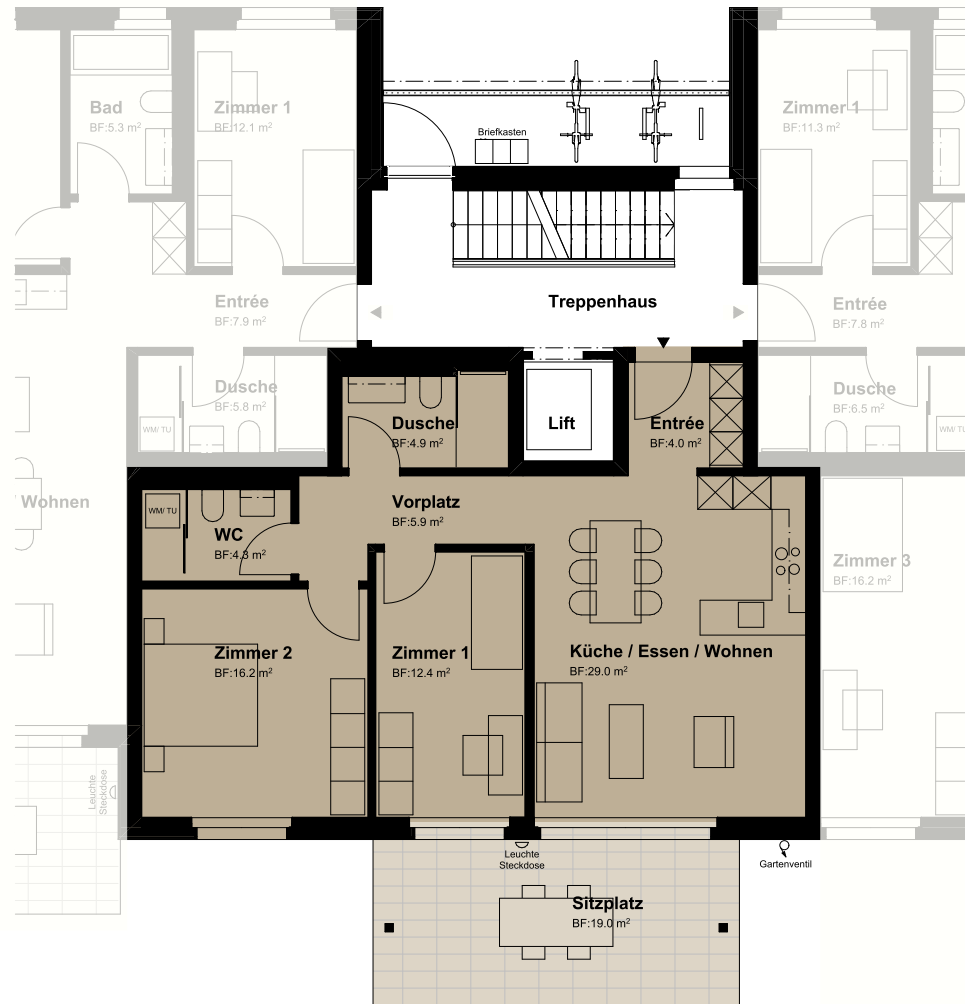 Bad
BF:5.3 m²
Zimmer 1
BF:12.1 m²
Briefkasten
Zimmer 1
BF:11.3 m²
Entrée
BF:7.9 m²
Treppenhaus
Entrée
BF:7.8 m²
Dusche
BF:5.8 m²
WM/ TU
Dusche
BF:4.9 m²
Lift
Entrée
BF:4.0 m²
Dusche
BF:6.5 m²
WM/ TU
Wohnen
WM/ TU
WC
BF:4.3 m²
Vorplatz
BF:5.9 m²
Zimmer 3
BF:16.2 m²
Zimmer 2
BF:16.2 m²
Zimmer 1
BF:12.4 m²
Küche / Essen / Wohnen
BF:29.0 m²
Leuchte
Steckdose
Leuchte
Steckdose
Gartenventil
Sitzplatz
BF:19.0 m²